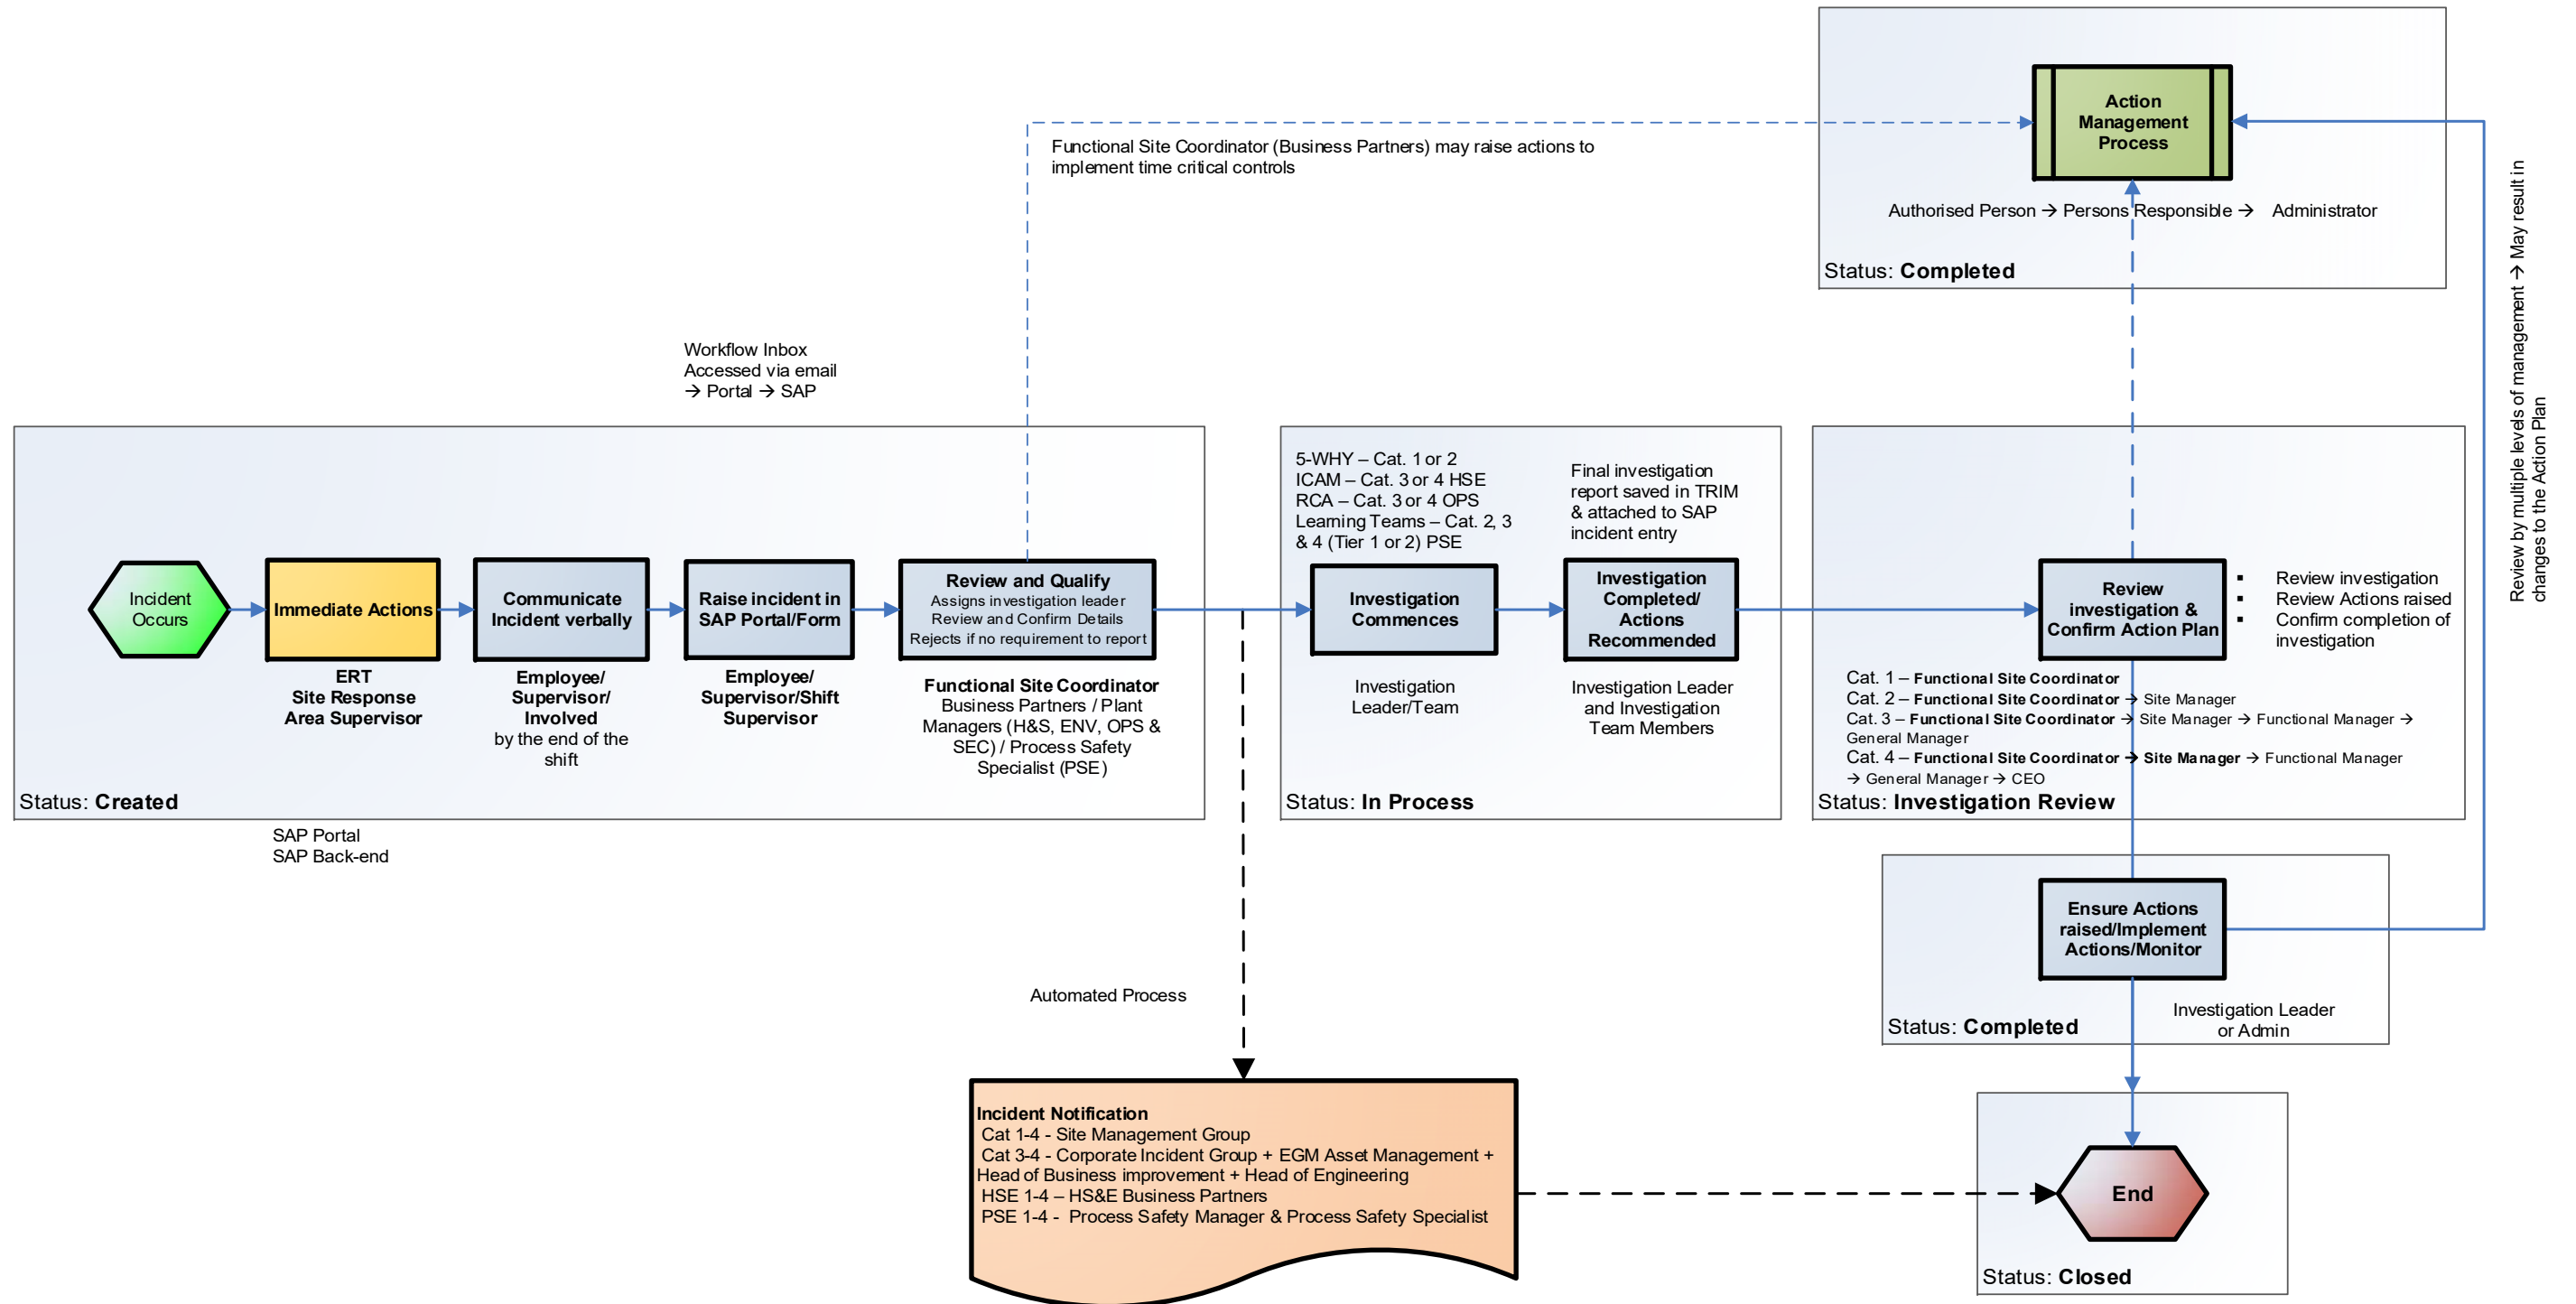 Action
Management
Process
Authorised Person → Persons Responsible → Administrator
Status: Completed
Functional Site Coordinator (Business Partners) may raise actions to
implement time critical controls
Review by multiple levels of management → May result in
changes to the Action Plan
Workflow Inbox
Accessed via email
→ Portal → SAP
Incident
Occurs
Immediate Actions
ERT
Site Response
Area Supervisor
Communicate
Incident verbally
Employee/
Supervisor/
Involved
by the end of the
shift
Raise incident in
SAP Portal/Form
Employee/
Supervisor/Shift
Supervisor
Review and Qualify
Assigns investigation leader
Review and Confirm Details
Rejects if no requirement to report
Functional Site Coordinator
Business Partners / Plant
Managers (H&S, ENV, OPS &
SEC) / Process Safety
Specialist (PSE)
Status: Created
SAP Portal
SAP Back-end
5-WHY – Cat. 1 or 2
ICAM – Cat. 3 or 4 HSE
RCA – Cat. 3 or 4 OPS
Learning Teams – Cat. 2, 3
& 4 (Tier 1 or 2) PSE
Investigation
Commences
Investigation
Leader/Team
Final investigation
report saved in TRIM
& attached to SAP
incident entry
Investigation
Completed/
Actions
Recommended
Investigation Leader
and Investigation
Team Members
Status: In Process
Review
investigation &
Confirm Action Plan
▪ Review investigation
▪ Review Actions raised
▪ Confirm completion of
investigation
Cat. 1 – Functional Site Coordinator
Cat. 2 – Functional Site Coordinator → Site Manager
Cat. 3 – Functional Site Coordinator → Site Manager → Functional Manager →
General Manager
Cat. 4 – Functional Site Coordinator → Site Manager → Functional Manager
→ General Manager → CEO
Status: Investigation Review
Ensure Actions
raised/Implement
Actions/Monitor
Investigation Leader
or Admin
Status: Completed
Automated Process
Incident Notification
Cat 1-4 - Site Management Group
Cat 3-4 - Corporate Incident Group + EGM Asset Management +
Head of Business improvement + Head of Engineering
HSE 1-4 – HS&E Business Partners
PSE 1-4 - Process Safety Manager & Process Safety Specialist
End
Status: Closed